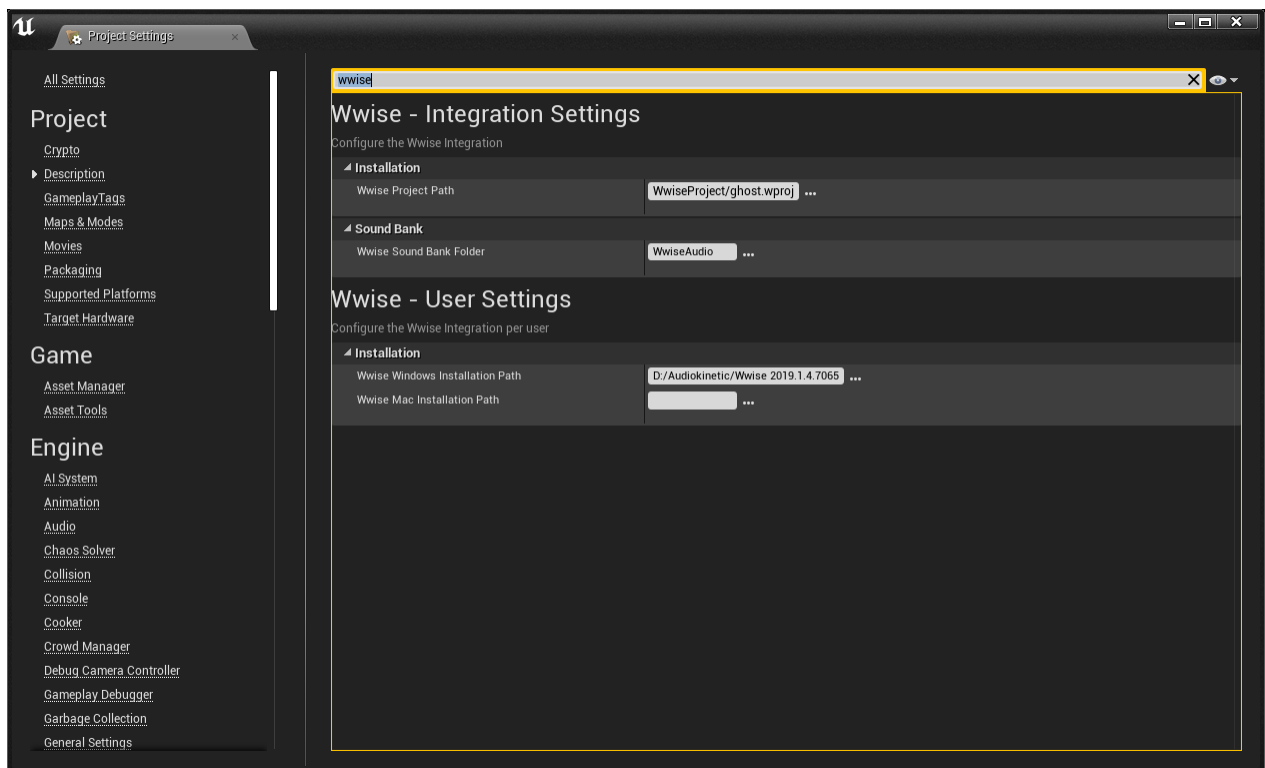 Project Settings
All Settings
Project
Crypto
Description
GameplayTags
Maps & Modes
Movies
Packaging
Supported Platforms
Target Hardware
Game
Asset Manager
Asset Tools
Engine
AI System
Animation
Audio
Chaos Solver
Collision
Console
Cooker
Crowd Manager
Debug Camera Controller
Gameplay Debugger
Garbage Collection
General Settings
wwise
Wwise - Integration Settings
Configure the Wwise Integration
Installation
Wwise Project Path WwiseProject/ghost.wproj ...
Sound Bank
Wwise Sound Bank Folder WwiseAudio ...
Wwise - User Settings
Configure the Wwise Integration per user
Installation
Wwise Windows Installation Path D:/Audiokinetic/Wwise 2019.1.4.7065 ...
Wwise Mac Installation Path ...